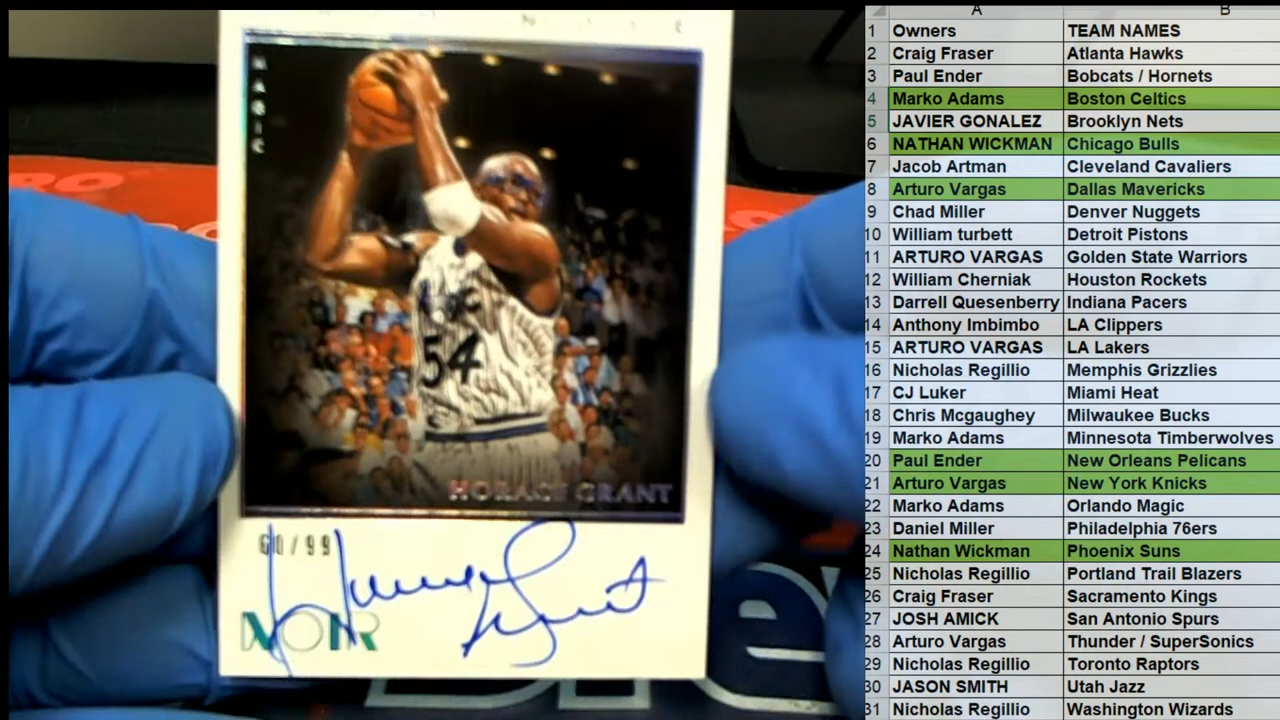 MAGIC
54
HORACE GRANT
60/99
Horace Grant
NOIR
A B
1 Owners TEAM NAMES
2 Craig Fraser Atlanta Hawks
3 Paul Ender Bobcats / Hornets
4 Marko Adams Boston Celtics
5 JAVIER GONALEZ Brooklyn Nets
6 NATHAN WICKMAN Chicago Bulls
7 Jacob Artman Cleveland Cavaliers
8 Arturo Vargas Dallas Mavericks
9 Chad Miller Denver Nuggets
10 William turbett Detroit Pistons
11 ARTURO VARGAS Golden State Warriors
12 William Cherniak Houston Rockets
13 Darrell Quesenberry Indiana Pacers
14 Anthony Imbimbo LA Clippers
15 ARTURO VARGAS LA Lakers
16 Nicholas Regillio Memphis Grizzlies
17 CJ Luker Miami Heat
18 Chris Mcgaughey Milwaukee Bucks
19 Marko Adams Minnesota Timberwolves
20 Paul Ender New Orleans Pelicans
21 Arturo Vargas New York Knicks
22 Marko Adams Orlando Magic
23 Daniel Miller Philadelphia 76ers
24 Nathan Wickman Phoenix Suns
25 Nicholas Regillio Portland Trail Blazers
26 Craig Fraser Sacramento Kings
27 JOSH AMICK San Antonio Spurs
28 Arturo Vargas Thunder / SuperSonics
29 Nicholas Regillio Toronto Raptors
30 JASON SMITH Utah Jazz
31 Nicholas Regillio Washington Wizards